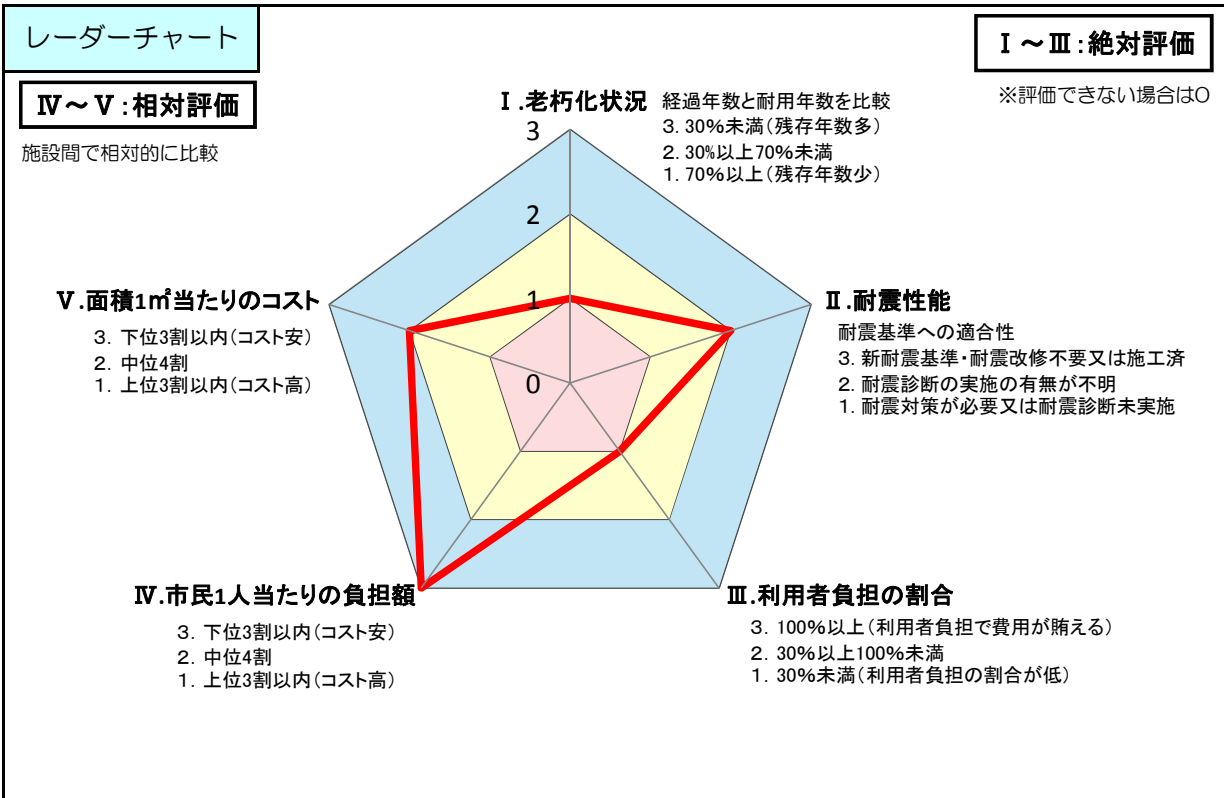 レーダーチャート
Ⅰ～Ⅲ:絶対評価
※評価できない場合は0
Ⅳ～Ⅴ:相対評価
施設間で相対的に比較
Ⅰ.老朽化状況
経過年数と耐用年数を比較
3. 30%未満(残存年数多)
2. 30%以上70%未満
1. 70%以上(残存年数少)
3
2
1
0
Ⅱ.耐震性能
耐震基準への適合性
3. 新耐震基準・耐震改修不要又は施工済
2. 耐震診断の実施の有無が不明
1. 耐震対策が必要又は耐震診断未実施
Ⅴ.面積1㎡当たりのコスト
3. 下位3割以内(コスト安)
2. 中位4割
1. 上位3割以内(コスト高)
Ⅳ.市民1人当たりの負担額
3. 下位3割以内(コスト安)
2. 中位4割
1. 上位3割以内(コスト高)
Ⅲ.利用者負担の割合
3. 100%以上(利用者負担で費用が賄える)
2. 30%以上100%未満
1. 30%未満(利用者負担の割合が低)